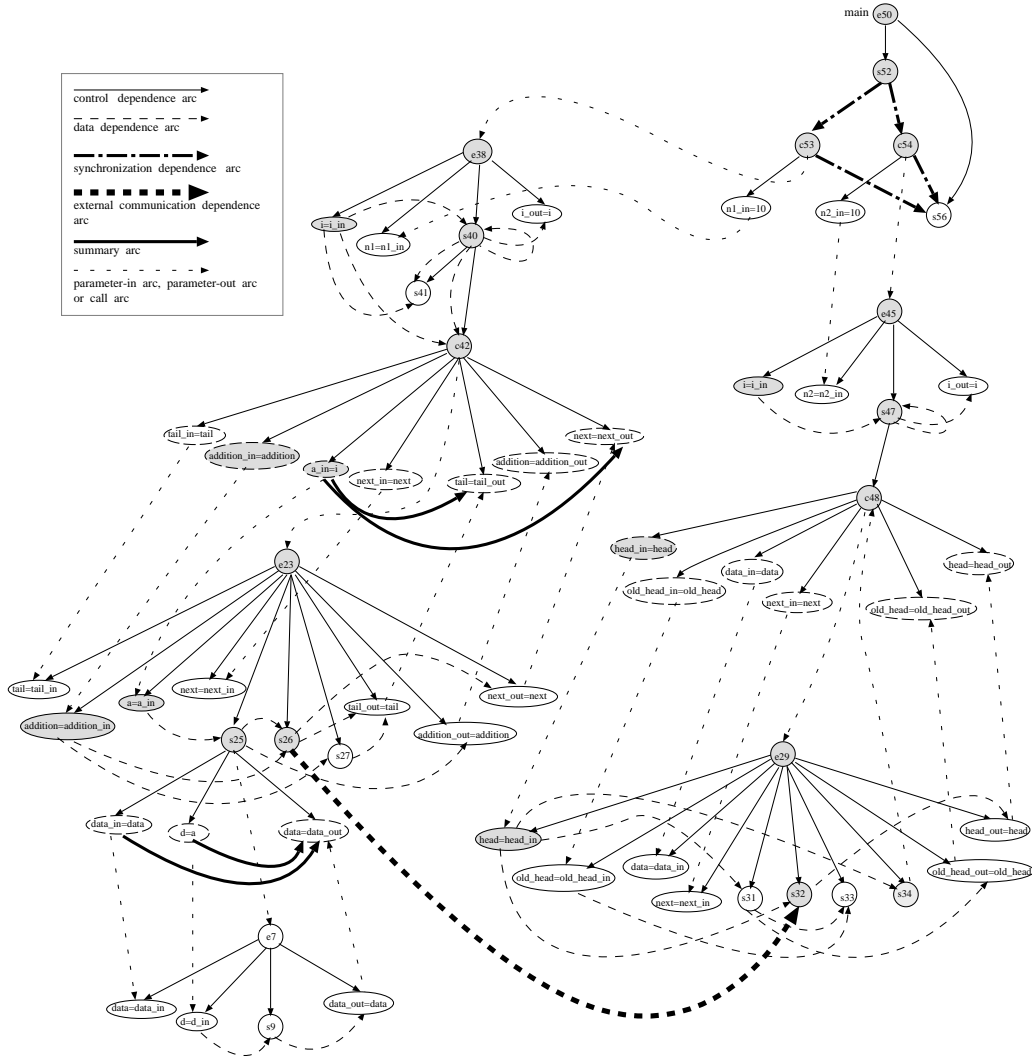 main
e50
s52
control dependence arc
data dependence arc
synchronization dependence arc
external communication dependence
arc
summary arc
parameter-in arc, parameter-out arc
or call arc
c53
c54
e38
n1_in=10
n2_in=10
s56
i=i_in
n1=n1_in
i_out=i
s40
s41
c42
e45
i=i_in
n2=n2_in
i_out=i
s47
tail_in=tail
addition_in=addition
a_in=i
next_in=next
tail=tail_out
addition=addition_out
next=next_out
c48
head_in=head
old_head_in=old_head
data_in=data
next_in=next
old_head=old_head_out
head=head_out
e23
tail=tail_in
addition=addition_in
a=a_in
next=next_in
s25
s26
s27
tail_out=tail
addition_out=addition
next_out=next
e29
data_in=data
d=a
data=data_out
head=head_in
old_head=old_head_in
data=data_in
next=next_in
s31
s32
s33
s34
head_out=head
old_head_out=old_head
e7
data=data_in
d=d_in
s9
data_out=data